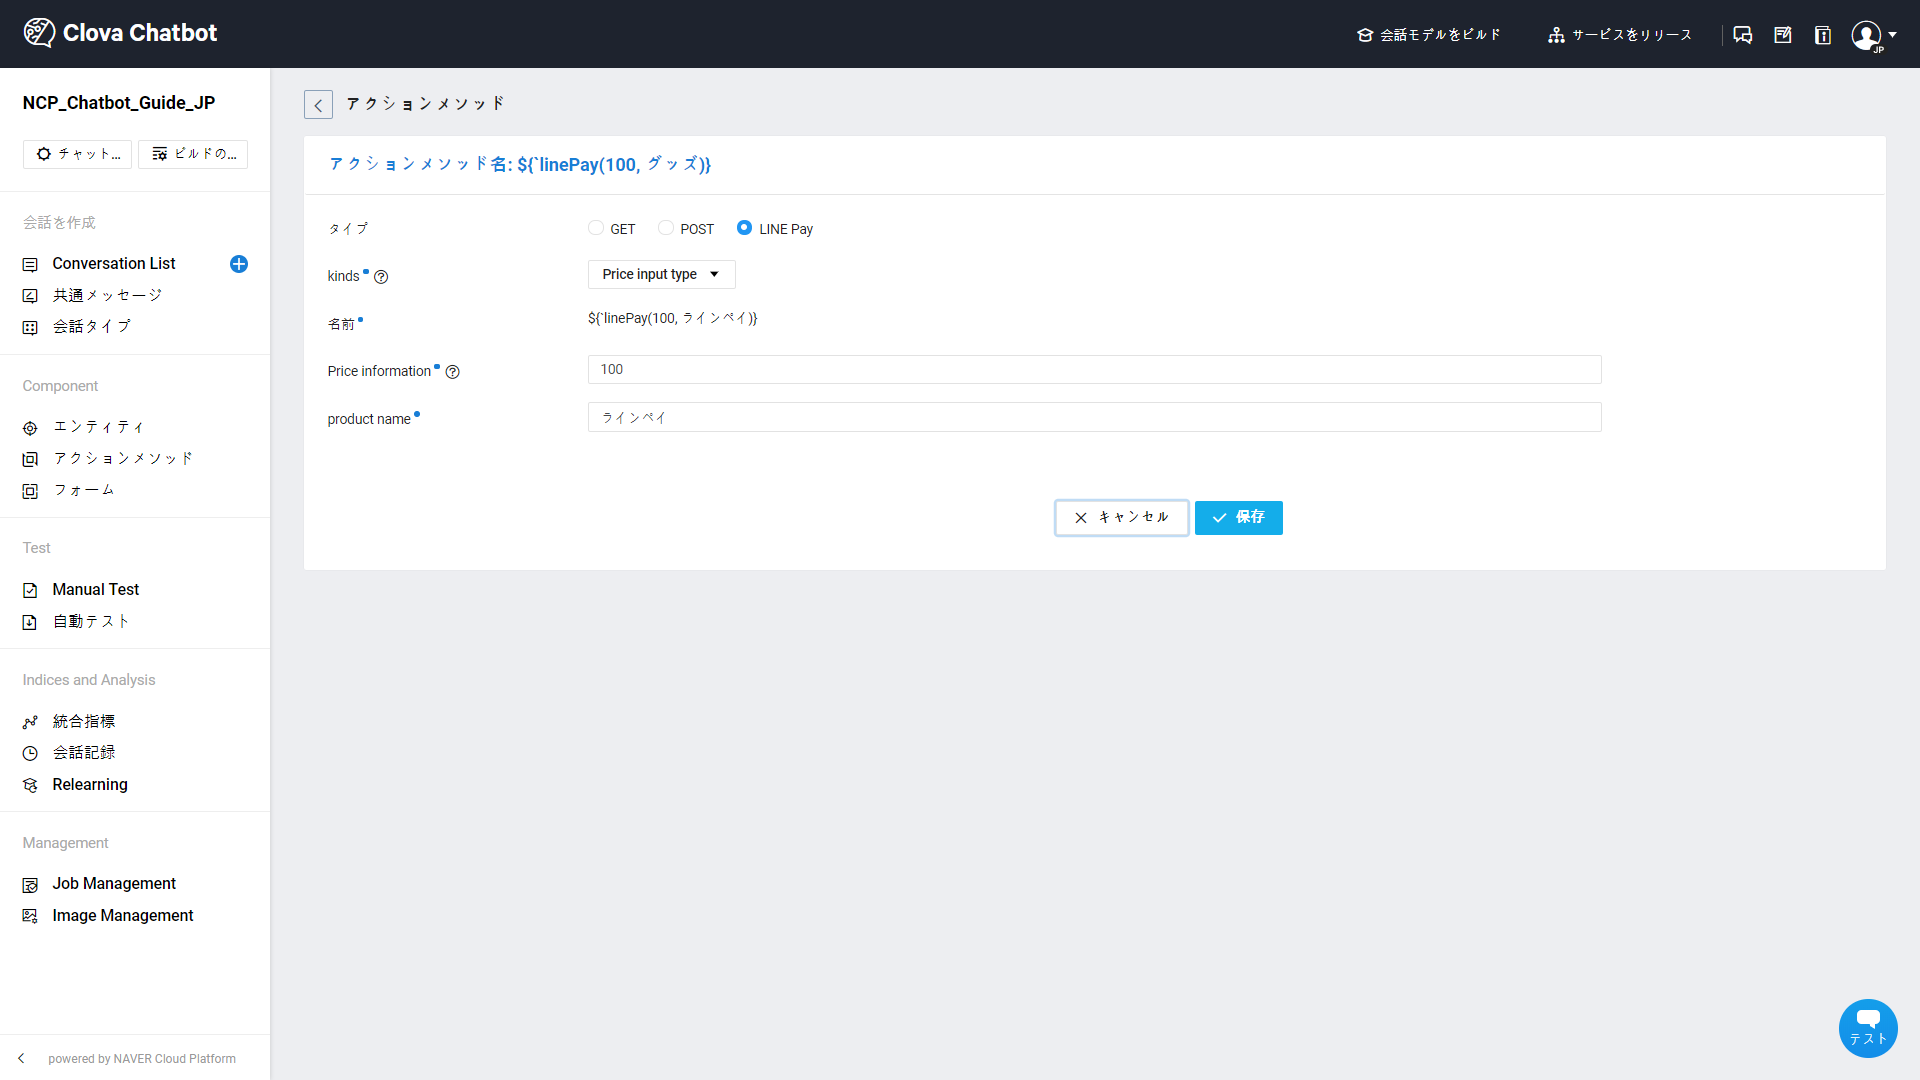 Clova Chatbot
会話モデルをビルド
サービスをリリース
JP
NCP_Chatbot_Guide_JP
チャット...
ビルドの...
会話を作成
Conversation List
共通メッセージ
会話タイプ
Component
エンティティ
アクションメソッド
フォーム
Test
Manual Test
自動テスト
Indices and Analysis
統合指標
会話記録
Relearning
Management
Job Management
Image Management
powered by NAVER Cloud Platform
アクションメソッド
アクションメソッド名: ${`linePay(100, グッズ)}
タイプ
GET
POST
LINE Pay
kinds
Price input type
名前
${`linePay(100, ラインペイ)}
Price information
100
product name
ラインペイ
キャンセル
保存
テスト